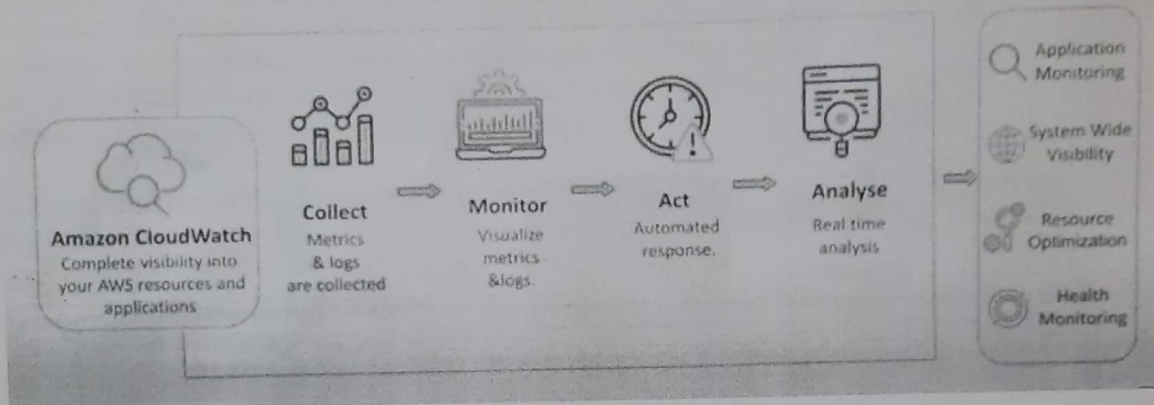 Amazon CloudWatch
Complete visibility into
your AWS resources and
applications
Collect
Metrics
& logs
are collected
Monitor
Visualize
metrics
&logs.
Act
Automated
response.
Analyse
Real time
analysis
Application
Monitoring
System Wide
Visibility
Resource
Optimization
Health
Monitoring